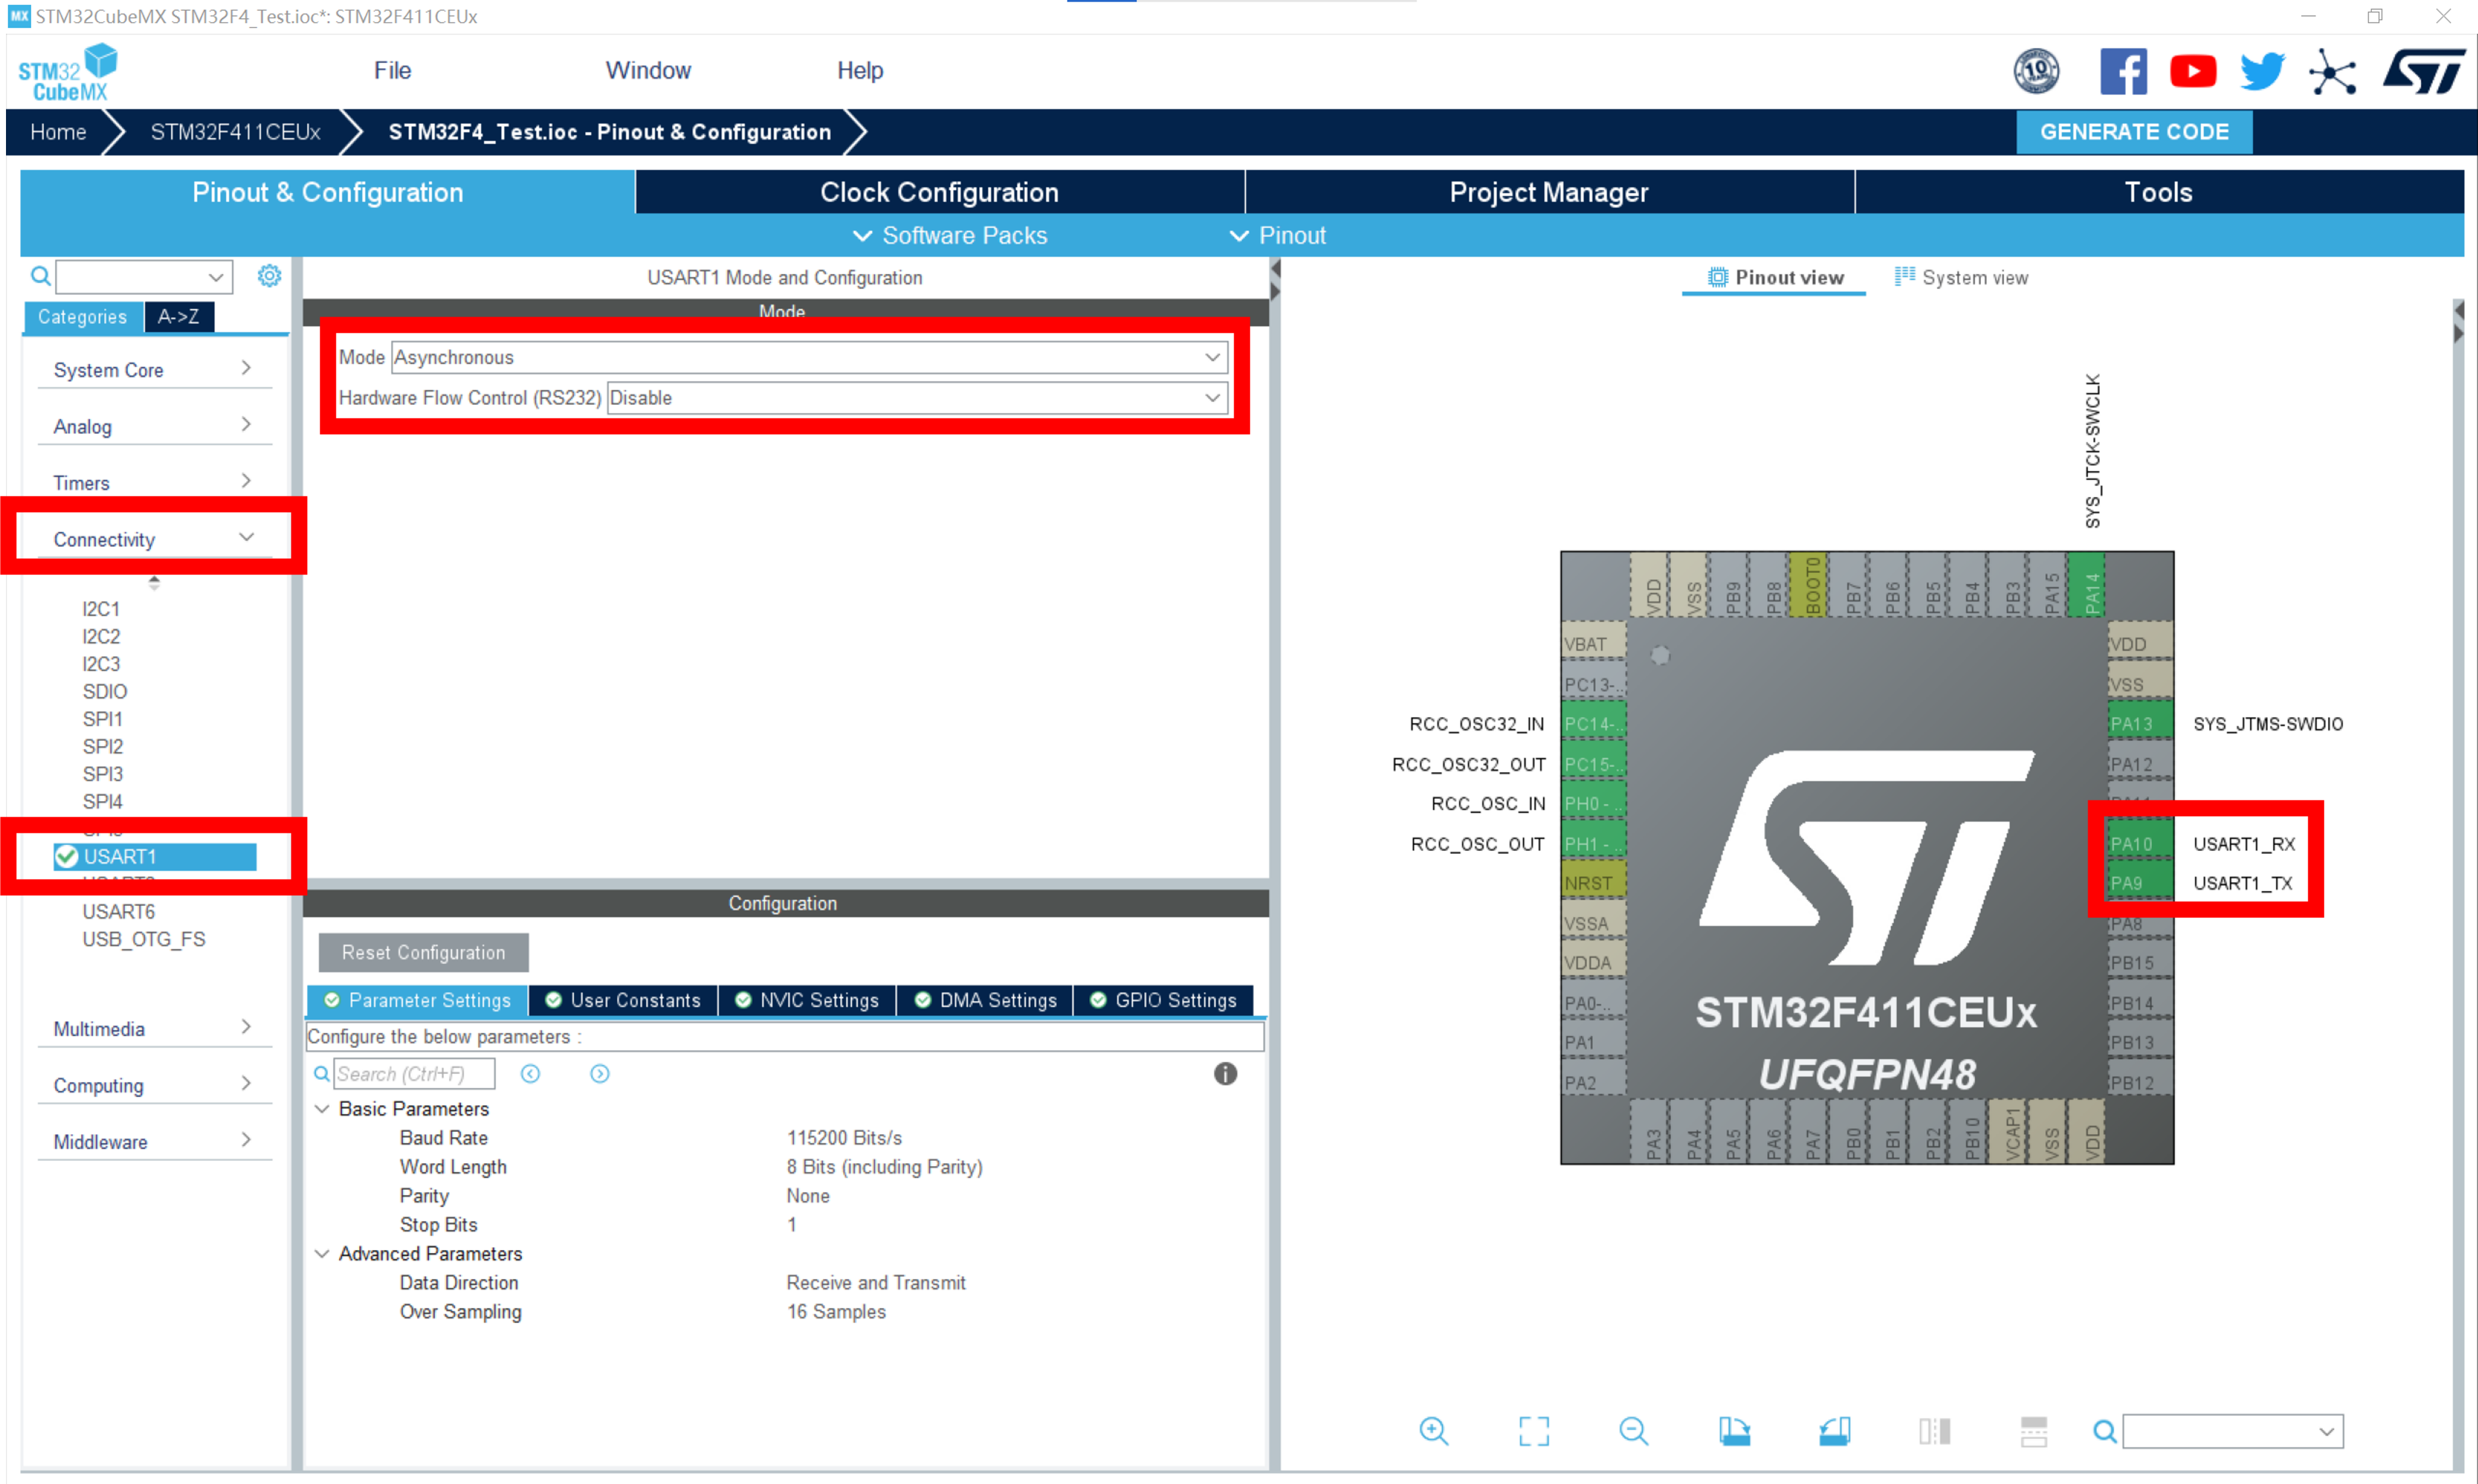 MX STM32CubeMX STM32F4_Test.ioc*: STM32F411CEUx
STM32
CubeMX
File Window Help
10
Home STM32F411CEUx STM32F4_Test.ioc - Pinout & Configuration GENERATE CODE
Pinout & Configuration Clock Configuration Project Manager Tools
Software Packs Pinout
USART1 Mode and Configuration
Pinout view System view
Categories A->Z
Mode
Mode Asynchronous
Hardware Flow Control (RS232) Disable
System Core
Analog
Timers
Connectivity
I2C1
I2C2
I2C3
SDIO
SPI1
SPI2
SPI3
SPI4
USART1
USART6
USB_OTG_FS
Multimedia
Computing
Middleware
Configuration
Reset Configuration
Parameter Settings User Constants NVIC Settings DMA Settings GPIO Settings
Configure the below parameters :
Search (Ctrl+F)
Basic Parameters
Baud Rate 115200 Bits/s
Word Length 8 Bits (including Parity)
Parity None
Stop Bits 1
Advanced Parameters
Data Direction Receive and Transmit
Over Sampling 16 Samples
SYS_JTCK-SWCLK
VDD VSS PB9 PB8 BOOT0 PB7 PB6 PB5 PB4 PB3 PA15 PA14
VBAT VDD
PC13-.. VSS
RCC_OSC32_IN PC14-.. PA13 SYS_JTMS-SWDIO
RCC_OSC32_OUT PC15-.. PA12
RCC_OSC_IN PH0 - ..
RCC_OSC_OUT PH1 - .. PA10 USART1_RX
NRST PA9 USART1_TX
VSSA PA8
VDDA PB15
PA0-.. PB14
PA1 PB13
PA2 PB12
STM32F411CEUx
UFQFPN48
PA3 PA4 PA5 PA6 PA7 PB0 PB1 PB2 PB10 VCAP1 VSS VDD